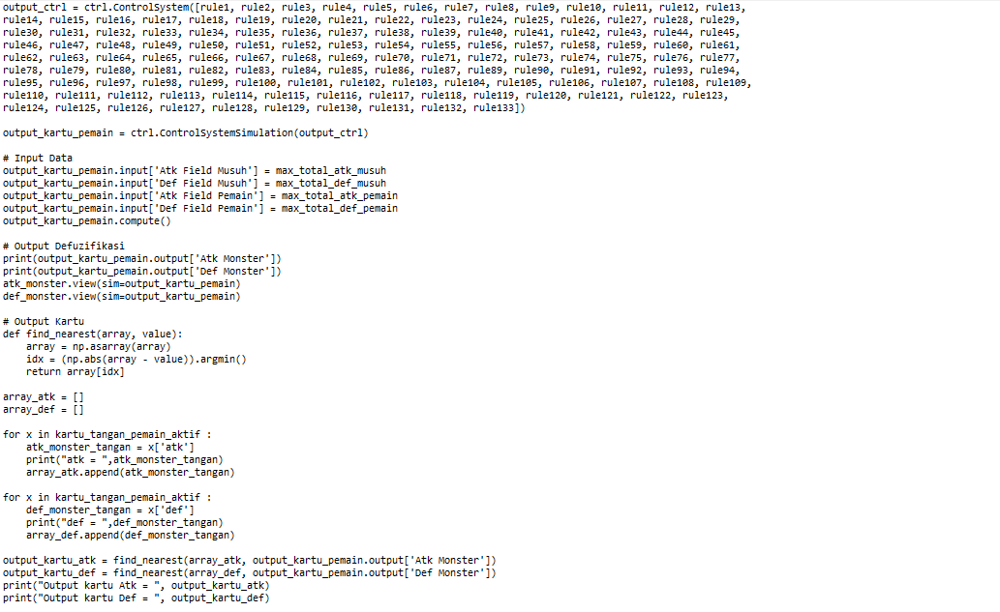 output_ctrl = ctrl.ControlSystem([rule1, rule2, rule3, rule4, rule5, rule6, rule7, rule8, rule9, rule10, rule11, rule12, rule13,
rule14, rule15, rule16, rule17, rule18, rule19, rule20, rule21, rule22, rule23, rule24, rule25, rule26, rule27, rule28, rule29,
rule30, rule31, rule32, rule33, rule34, rule35, rule36, rule37, rule38, rule39, rule40, rule41, rule42, rule43, rule44, rule45,
rule46, rule47, rule48, rule49, rule50, rule51, rule52, rule53, rule54, rule55, rule56, rule57, rule58, rule59, rule60, rule61,
rule62, rule63, rule64, rule65, rule66, rule67, rule68, rule69, rule70, rule71, rule72, rule73, rule74, rule75, rule76, rule77,
rule78, rule79, rule80, rule81, rule82, rule83, rule84, rule85, rule86, rule87, rule89, rule90, rule91, rule92, rule93, rule94,
rule95, rule96, rule97, rule98, rule99, rule100, rule101, rule102, rule103, rule104, rule105, rule106, rule107, rule108, rule109,
rule110, rule111, rule112, rule113, rule114, rule115, rule116, rule117, rule118, rule119, rule120, rule121, rule122, rule123,
rule124, rule125, rule126, rule127, rule128, rule129, rule130, rule131, rule132, rule133])

output_kartu_pemain = ctrl.ControlSystemSimulation(output_ctrl)

# Input Data
output_kartu_pemain.input['Atk Field Musuh'] = max_total_atk_musuh
output_kartu_pemain.input['Def Field Musuh'] = max_total_def_musuh
output_kartu_pemain.input['Atk Field Pemain'] = max_total_atk_pemain
output_kartu_pemain.input['Def Field Pemain'] = max_total_def_pemain
output_kartu_pemain.compute()

# Output Defuzifikasi
print(output_kartu_pemain.output['Atk Monster'])
print(output_kartu_pemain.output['Def Monster'])
atk_monster.view(sim=output_kartu_pemain)
def_monster.view(sim=output_kartu_pemain)

# Output Kartu
def find_nearest(array, value):
    array = np.asarray(array)
    idx = (np.abs(array - value)).argmin()
    return array[idx]

array_atk = []
array_def = []

for x in kartu_tangan_pemain_aktif :
    atk_monster_tangan = x['atk']
    print("atk = ",atk_monster_tangan)
    array_atk.append(atk_monster_tangan)

for x in kartu_tangan_pemain_aktif :
    def_monster_tangan = x['def']
    print("def = ",def_monster_tangan)
    array_def.append(def_monster_tangan)

output_kartu_atk = find_nearest(array_atk, output_kartu_pemain.output['Atk Monster'])
output_kartu_def = find_nearest(array_def, output_kartu_pemain.output['Def Monster'])
print("Output kartu Atk = ", output_kartu_atk)
print("Output kartu Def = ", output_kartu_def)